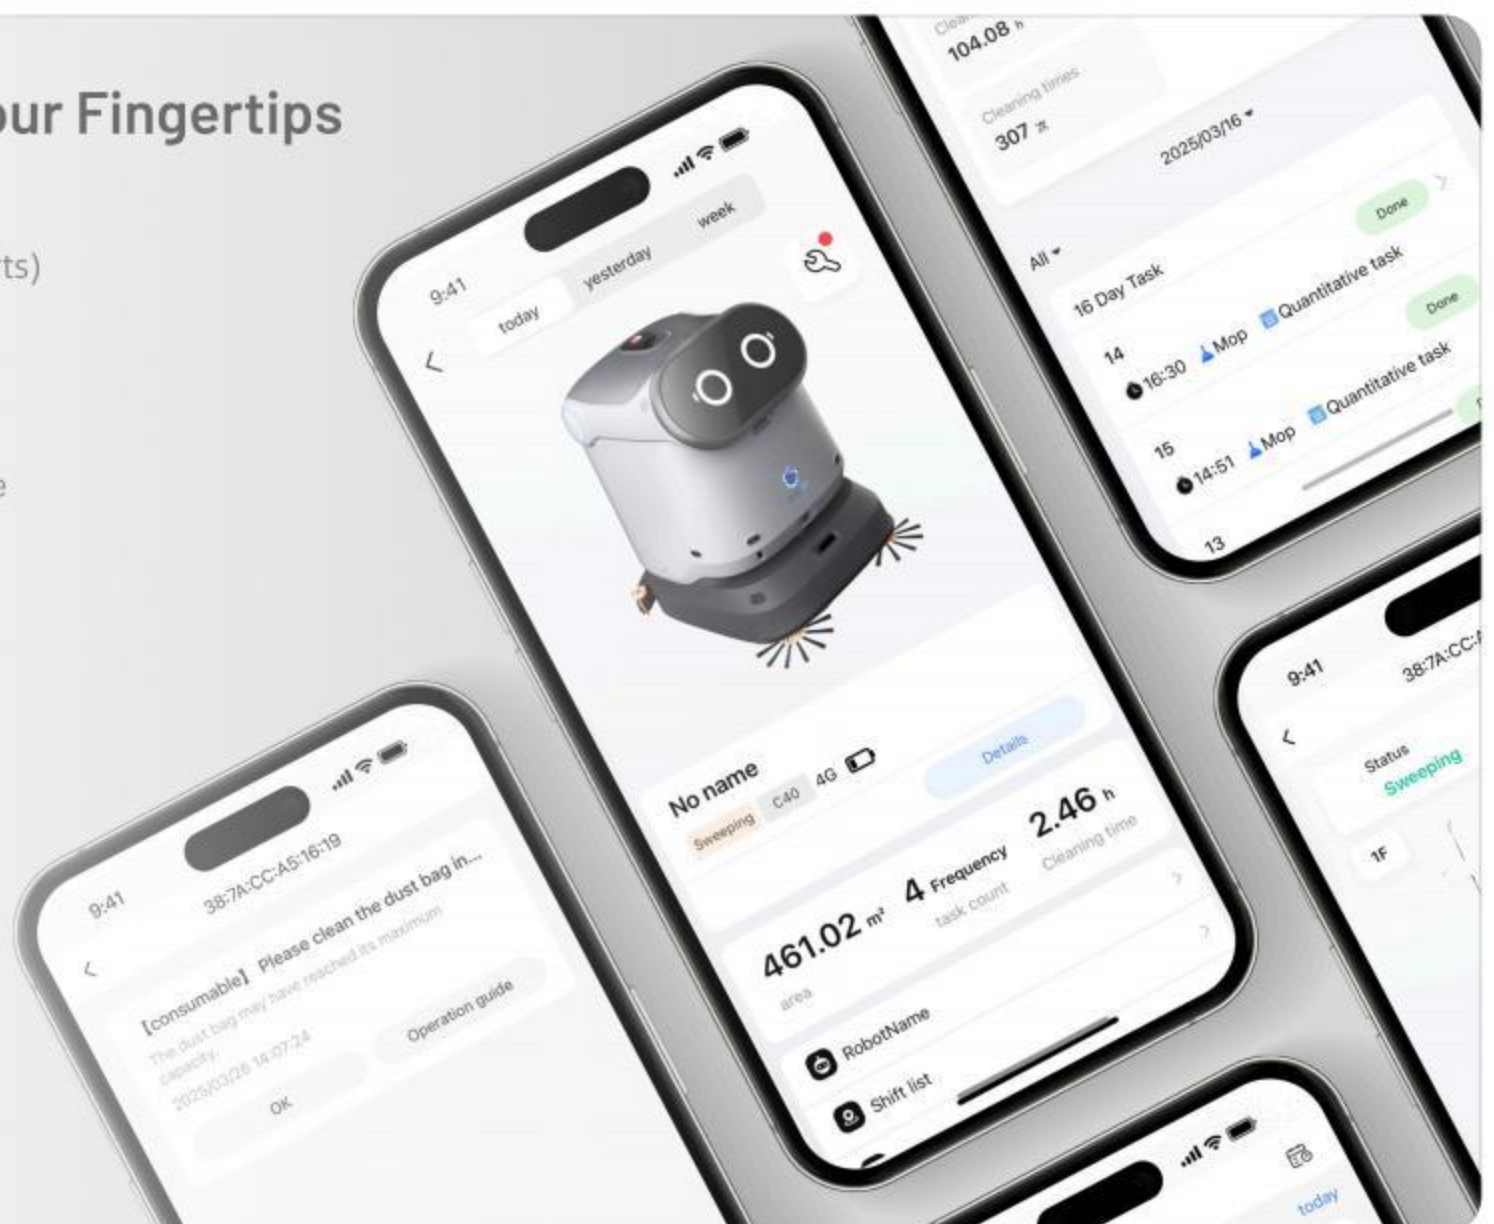 our Fingertips
ts)
e
9:41
today
yesterday
week
No name
Sweeping
C40
4G
Details
461.02 m²
area
4 Frequency
task count
2.46 h
Cleaning time
RobotName
Shift list
9:41
38:7A:CC:A5:16:19
【consumable】 Please clean the dust bag in...
The dust bag may have reached its maximum
capacity.
2025/03/26 14:07:24
OK
Operation guide
104.08 h
Cleaning times
307 次
2025/03/16
All
16 Day Task
Done
14
16:30 Mop Quantitative task
Done
15
14:51 Mop Quantitative task
13
9:41
38:7A:CC:A
Status
Sweeping
1F
today